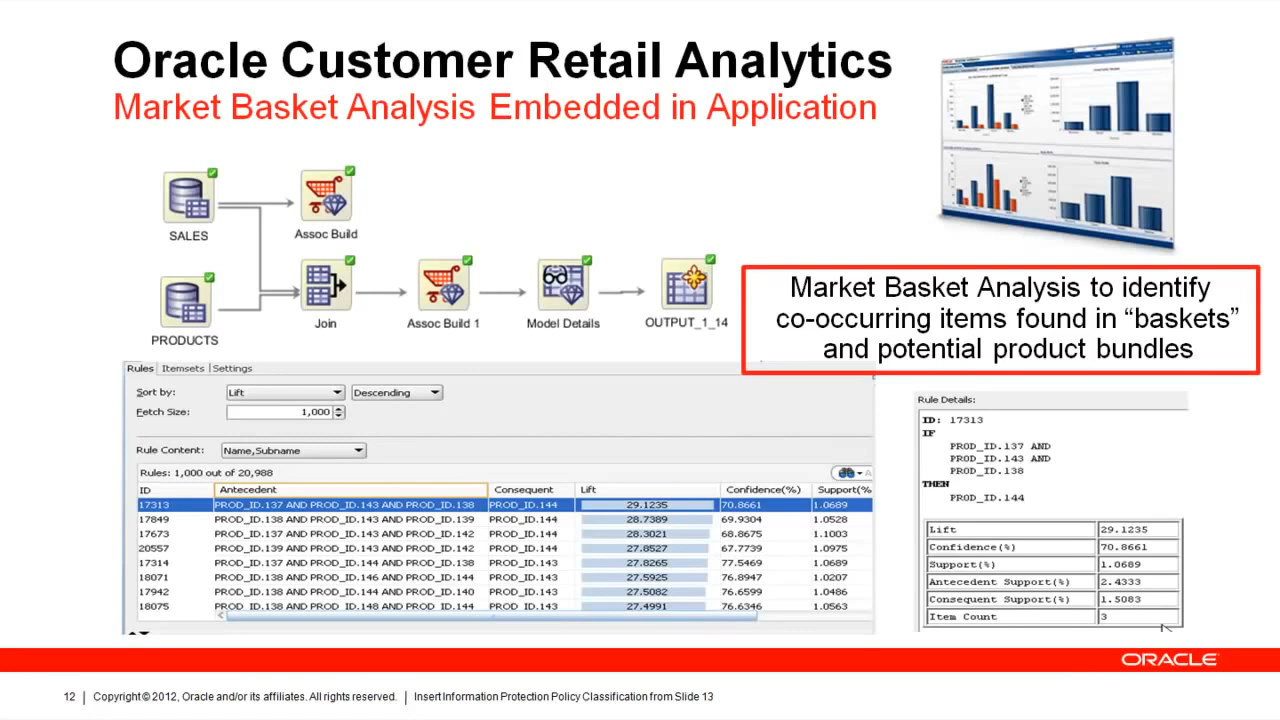 Oracle Customer Retail Analytics
Market Basket Analysis Embedded in Application
SALES
Assoc Build
PRODUCTS
Join
Assoc Build 1
Model Details
OUTPUT_1_14
Market Basket Analysis to identify
co-occurring items found in “baskets”
and potential product bundles
Rules Itemsets Settings
Sort by: Lift Descending
Fetch Size: 1,000
Rule Content: Name,Subname
Rules: 1,000 out of 20,988
ID Antecedent Consequent Lift Confidence(%) Support(%
17313 PROD_ID.137 AND PROD_ID.143 AND PROD_ID.138 PROD_ID.144 29.1235 70.8661 1.0689
17849 PROD_ID.138 AND PROD_ID.143 AND PROD_ID.139 PROD_ID.144 28.7389 69.9304 1.0528
17673 PROD_ID.137 AND PROD_ID.143 AND PROD_ID.142 PROD_ID.144 28.3021 68.8675 1.1003
20557 PROD_ID.139 AND PROD_ID.143 AND PROD_ID.142 PROD_ID.144 27.8527 67.7739 1.0975
17314 PROD_ID.137 AND PROD_ID.144 AND PROD_ID.138 PROD_ID.143 27.8265 77.5469 1.0689
18071 PROD_ID.138 AND PROD_ID.146 AND PROD_ID.144 PROD_ID.143 27.5925 76.8947 1.0207
17942 PROD_ID.138 AND PROD_ID.144 AND PROD_ID.140 PROD_ID.143 27.5082 76.6599 1.0486
18075 PROD_ID.138 AND PROD_ID.148 AND PROD_ID.144 PROD_ID.143 27.4991 76.6346 1.0563
Rule Details:
ID: 17313
IF
PROD_ID.137 AND
PROD_ID.143 AND
PROD_ID.138
THEN
PROD_ID.144
Lift 29.1235
Confidence(%) 70.8661
Support(%) 1.0689
Antecedent Support(%) 2.4333
Consequent Support(%) 1.5083
Item Count 3
ORACLE
12 Copyright © 2012, Oracle and/or its affiliates. All rights reserved. Insert Information Protection Policy Classification from Slide 13